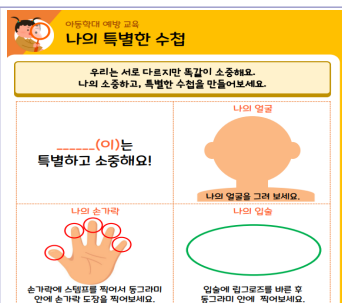 아동학대 예방 교육
나의 특별한 수첩
우리는 서로 다르지만 똑같이 소중해요.
나의 소중하고, 특별한 수첩을 만들어보세요.
______(이)는
특별하고 소중해요!
나의 얼굴
나의 얼굴을 그려 보세요.
나의 손가락
손가락에 스탬프를 찍어서 동그라미
안에 손가락 도장을 찍어보세요.
나의 입술
입술에 립그로즈를 바른 후
동그라미 안에 찍어보세요.